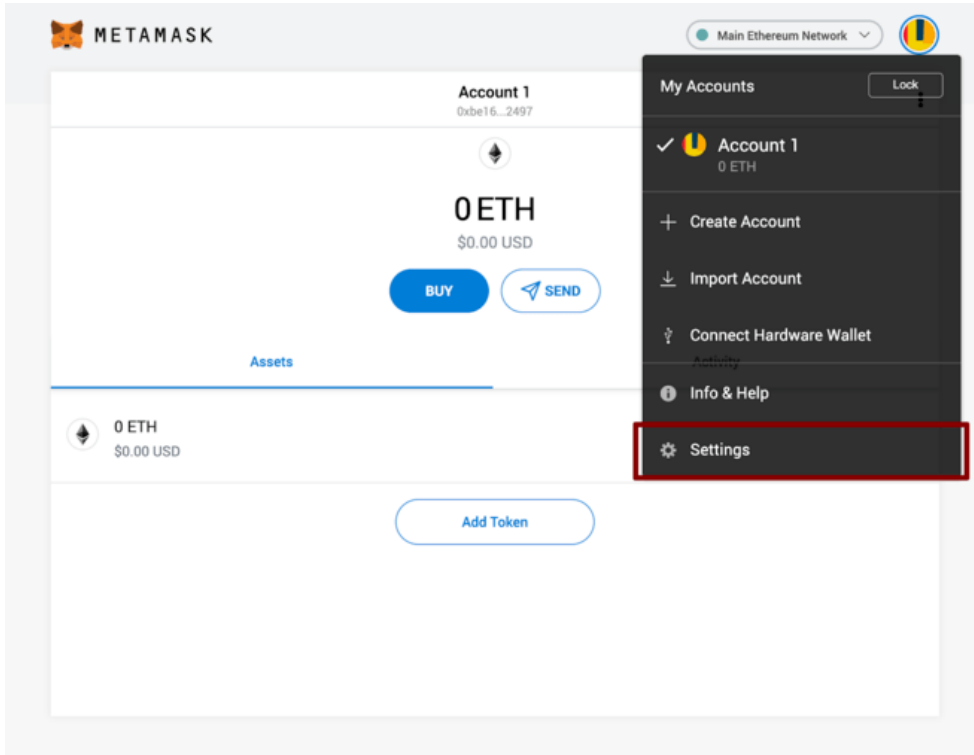 METAMASK
Main Ethereum Network
Account 1
0xbe16...2497
My Accounts
Lock
Account 1
0 ETH
0 ETH
$0.00 USD
Create Account
BUY
SEND
Import Account
Connect Hardware Wallet
Assets
Activity
Info & Help
0 ETH
$0.00 USD
Settings
Add Token